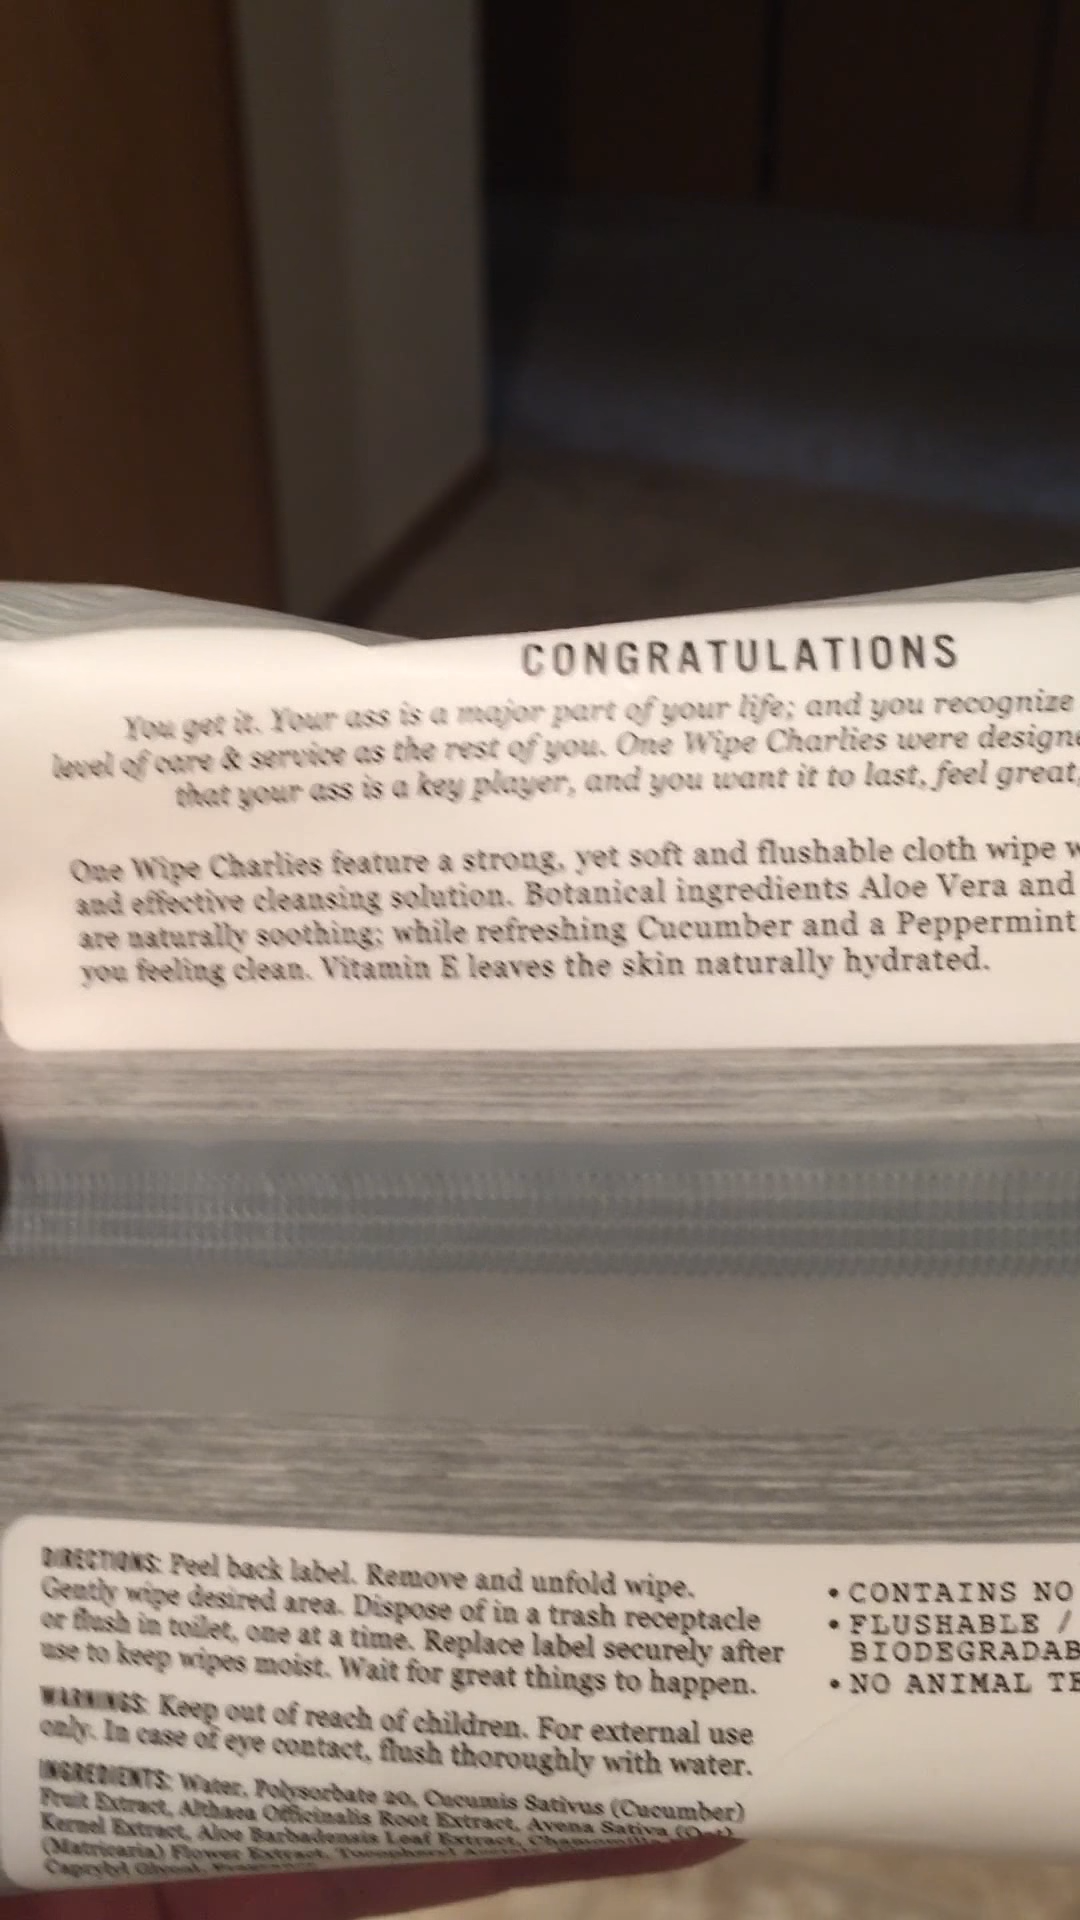 CONGRATULATIONS
You get it. Your ass is a major part of your life; and you recognize
level of care & service as the rest of you. One Wipe Charlies were designe
that your ass is a key player, and you want it to last, feel great,
One Wipe Charlies feature a strong, yet soft and flushable cloth wipe w
and effective cleansing solution. Botanical ingredients Aloe Vera and
are naturally soothing; while refreshing Cucumber and a Peppermint
you feeling clean. Vitamin E leaves the skin naturally hydrated.
DIRECTIONS: Peel back label. Remove and unfold wipe.
Gently wipe desired area. Dispose of in a trash receptacle
or flush in toilet, one at a time. Replace label securely after
use to keep wipes moist. Wait for great things to happen.
WARNINGS: Keep out of reach of children. For external use
only. In case of eye contact, flush thoroughly with water.
INGREDIENTS: Water, Polysorbate 20, Cucumis Sativus (Cucumber)
Fruit Extract, Althaea Officinalis Root Extract, Avena Sativa (Oat)
Kernel Extract, Aloe Barbadensis Leaf Extract, Chamomilla
(Matricaria) Flower Extract, Tocopheryl
Caprylyl Glycol,
• CONTAINS NO
• FLUSHABLE /
BIODEGRADAB
• NO ANIMAL TE